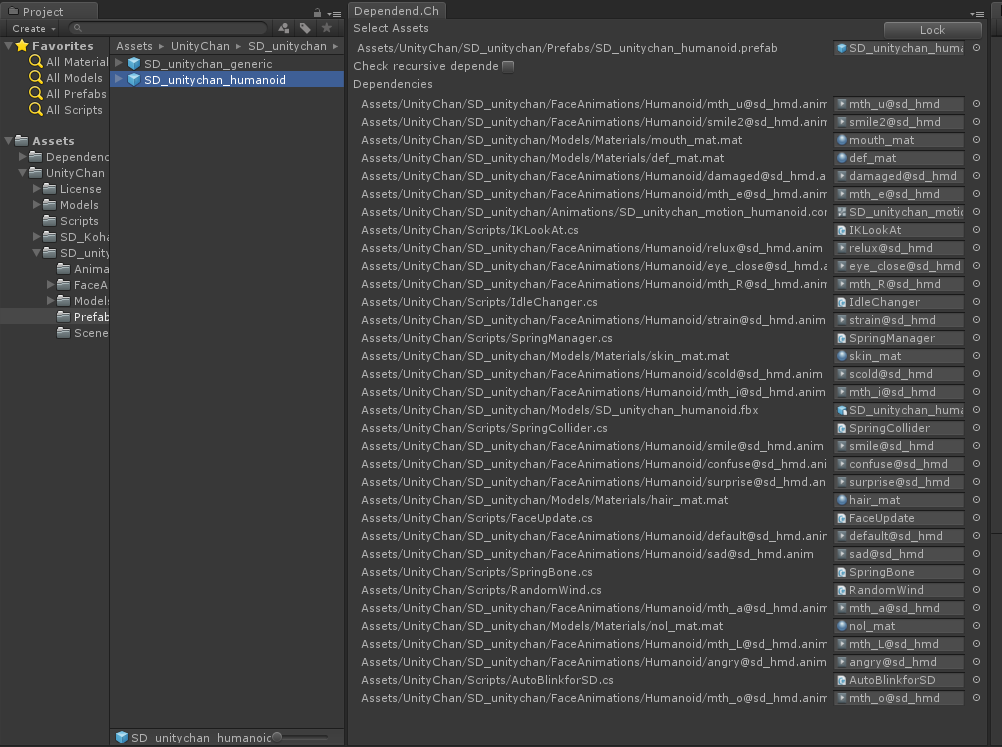 Project
Create
Favorites
All Material
All Models
All Prefabs
All Scripts
Assets
Dependenc
UnityChan
License
Models
Scripts
SD_Koha
SD_unity
Anima
FaceA
Models
Prefab
Scene
Assets ▸ UnityChan ▸ SD_unitychan ▸
SD_unitychan_generic
SD_unitychan_humanoid
SD_unitychan_humanoid
Dependend.Ch
Select Assets
Lock
Assets/UnityChan/SD_unitychan/Prefabs/SD_unitychan_humanoid.prefab SD_unitychan_huma
Check recursive depende
Dependencies
Assets/UnityChan/SD_unitychan/FaceAnimations/Humanoid/mth_u@sd_hmd.anim mth_u@sd_hmd
Assets/UnityChan/SD_unitychan/FaceAnimations/Humanoid/smile2@sd_hmd.anim smile2@sd_hmd
Assets/UnityChan/SD_unitychan/Models/Materials/mouth_mat.mat mouth_mat
Assets/UnityChan/SD_unitychan/Models/Materials/def_mat.mat def_mat
Assets/UnityChan/SD_unitychan/FaceAnimations/Humanoid/damaged@sd_hmd.a damaged@sd_hmd
Assets/UnityChan/SD_unitychan/FaceAnimations/Humanoid/mth_e@sd_hmd.anim mth_e@sd_hmd
Assets/UnityChan/SD_unitychan/Animations/SD_unitychan_motion_humanoid.con SD_unitychan_motio
Assets/UnityChan/Scripts/IKLookAt.cs IKLookAt
Assets/UnityChan/SD_unitychan/FaceAnimations/Humanoid/relux@sd_hmd.anim relux@sd_hmd
Assets/UnityChan/SD_unitychan/FaceAnimations/Humanoid/eye_close@sd_hmd.a eye_close@sd_hmd
Assets/UnityChan/SD_unitychan/FaceAnimations/Humanoid/mth_R@sd_hmd.anim mth_R@sd_hmd
Assets/UnityChan/Scripts/IdleChanger.cs IdleChanger
Assets/UnityChan/SD_unitychan/FaceAnimations/Humanoid/strain@sd_hmd.anim strain@sd_hmd
Assets/UnityChan/Scripts/SpringManager.cs SpringManager
Assets/UnityChan/SD_unitychan/Models/Materials/skin_mat.mat skin_mat
Assets/UnityChan/SD_unitychan/FaceAnimations/Humanoid/scold@sd_hmd.anim scold@sd_hmd
Assets/UnityChan/SD_unitychan/FaceAnimations/Humanoid/mth_i@sd_hmd.anim mth_i@sd_hmd
Assets/UnityChan/SD_unitychan/Models/SD_unitychan_humanoid.fbx SD_unitychan_huma
Assets/UnityChan/Scripts/SpringCollider.cs SpringCollider
Assets/UnityChan/SD_unitychan/FaceAnimations/Humanoid/smile@sd_hmd.anim smile@sd_hmd
Assets/UnityChan/SD_unitychan/FaceAnimations/Humanoid/confuse@sd_hmd.ani confuse@sd_hmd
Assets/UnityChan/SD_unitychan/FaceAnimations/Humanoid/surprise@sd_hmd.ani surprise@sd_hmd
Assets/UnityChan/SD_unitychan/Models/Materials/hair_mat.mat hair_mat
Assets/UnityChan/Scripts/FaceUpdate.cs FaceUpdate
Assets/UnityChan/SD_unitychan/FaceAnimations/Humanoid/default@sd_hmd.anim default@sd_hmd
Assets/UnityChan/SD_unitychan/FaceAnimations/Humanoid/sad@sd_hmd.anim sad@sd_hmd
Assets/UnityChan/Scripts/SpringBone.cs SpringBone
Assets/UnityChan/Scripts/RandomWind.cs RandomWind
Assets/UnityChan/SD_unitychan/FaceAnimations/Humanoid/mth_a@sd_hmd.anim mth_a@sd_hmd
Assets/UnityChan/SD_unitychan/Models/Materials/nol_mat.mat nol_mat
Assets/UnityChan/SD_unitychan/FaceAnimations/Humanoid/mth_L@sd_hmd.anim mth_L@sd_hmd
Assets/UnityChan/SD_unitychan/FaceAnimations/Humanoid/angry@sd_hmd.anim angry@sd_hmd
Assets/UnityChan/Scripts/AutoBlinkforSD.cs AutoBlinkforSD
Assets/UnityChan/SD_unitychan/FaceAnimations/Humanoid/mth_o@sd_hmd.anim mth_o@sd_hmd